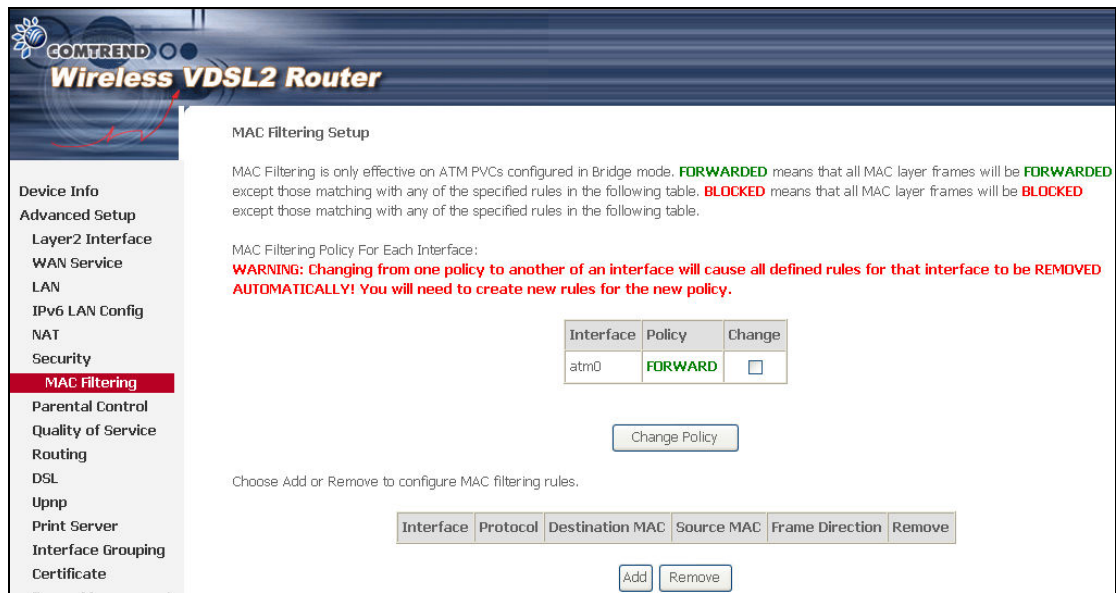 COMTREND
Wireless VDSL2 Router
Device Info
Advanced Setup
Layer2 Interface
WAN Service
LAN
IPv6 LAN Config
NAT
Security
MAC Filtering
Parental Control
Quality of Service
Routing
DSL
Upnp
Print Server
Interface Grouping
Certificate
MAC Filtering Setup
MAC Filtering is only effective on ATM PVCs configured in Bridge mode. FORWARDED means that all MAC layer frames will be FORWARDED
except those matching with any of the specified rules in the following table. BLOCKED means that all MAC layer frames will be BLOCKED
except those matching with any of the specified rules in the following table.
MAC Filtering Policy For Each Interface:
WARNING: Changing from one policy to another of an interface will cause all defined rules for that interface to be REMOVED
AUTOMATICALLY! You will need to create new rules for the new policy.
Interface Policy Change
atm0 FORWARD
Change Policy
Choose Add or Remove to configure MAC filtering rules.
Interface Protocol Destination MAC Source MAC Frame Direction Remove
Add Remove